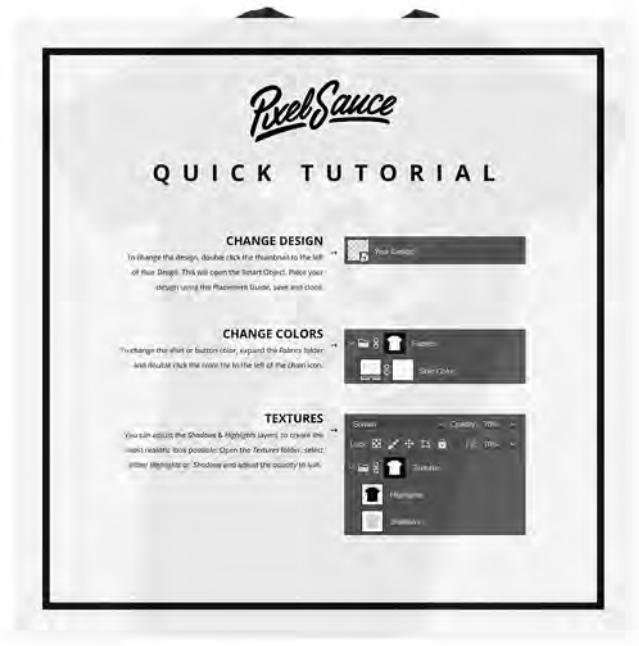 PixelSauce
QUICK TUTORIAL
CHANGE DESIGN
To change the design, double click the thumbnail to the left
of Your Design. This will open the Smart Object. Place your
design using the Placement Guide, save and close.
Your Design
CHANGE COLORS
To change the shirt or button color, expand the Fabrics folder
and double click the color tile to the left of the chain icon.
Fabrics
Shirt Color
TEXTURES
You can adjust the Shadows & Highlights layers to create the
most realistic look possible. Open the Textures folder, select
either Highlights or Shadows and adjust the opacity to suit.
Screen Opacity: 70%
Lock: Fill: 70%
Textures
Highlights
Shadows